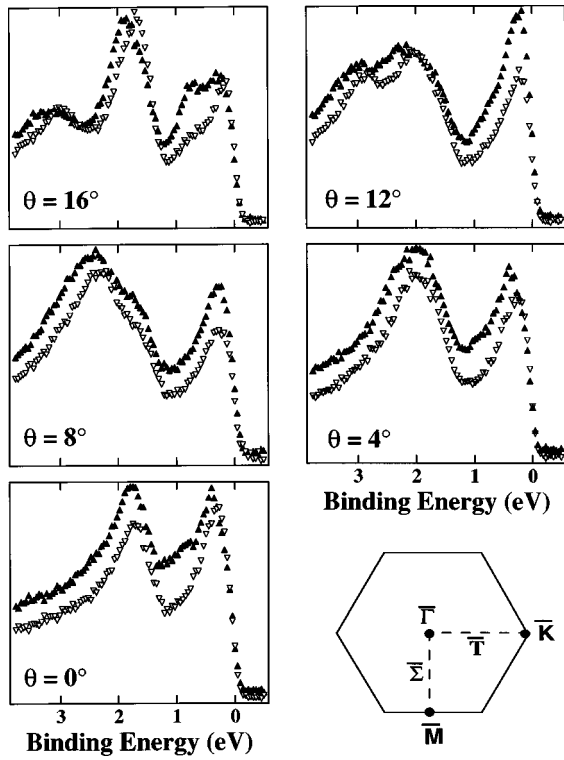 θ = 16°
θ = 12°
θ = 8°
θ = 4°
3 2 1 0
Binding Energy (eV)
θ = 0°
3 2 1 0
Binding Energy (eV)
Γ̅
T̅
K̅
Σ̅
M̅